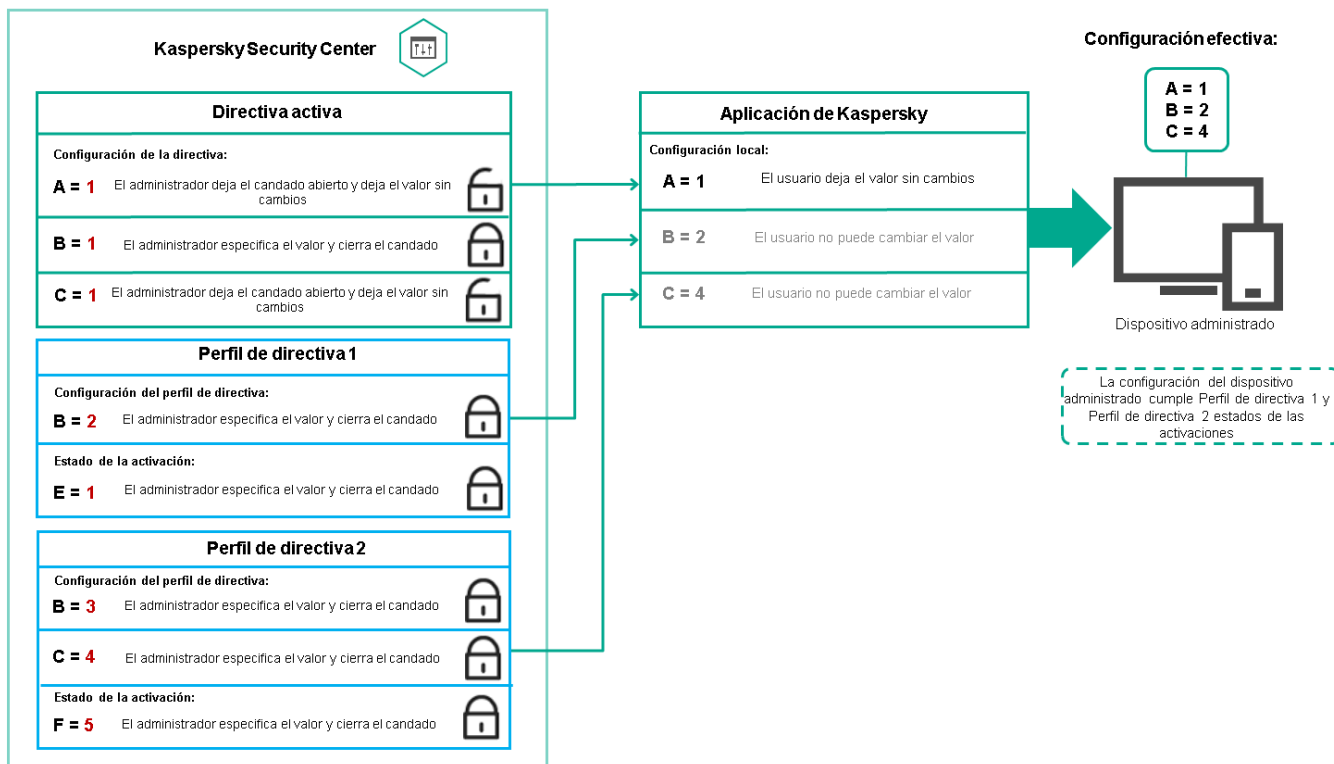 Kaspersky Security Center
Directiva activa
Configuración de la directiva:
A = 1
El administrador deja el candado abierto y deja el valor sin
cambios
B = 1
El administrador especifica el valor y cierra el candado
C = 1
El administrador deja el candado abierto y deja el valor sin
cambios
Perfil de directiva 1
Configuración del perfil de directiva:
B = 2
El administrador especifica el valor y cierra el candado
Estado de la activación:
E = 1
El administrador especifica el valor y cierra el candado
Perfil de directiva 2
Configuración del perfil de directiva:
B = 3
El administrador especifica el valor y cierra el candado
C = 4
El administrador especifica el valor y cierra el candado
Estado de la activación:
F = 5
El administrador especifica el valor y cierra el candado
Aplicación de Kaspersky
Configuración local:
A = 1
El usuario deja el valor sin cambios
B = 2
El usuario no puede cambiar el valor
C = 4
El usuario no puede cambiar el valor
Configuración efectiva:
A = 1
B = 2
C = 4
Dispositivo administrado
La configuración del dispositivo
administrado cumple Perfil de directiva 1 y
Perfil de directiva 2 estados de las
activaciones